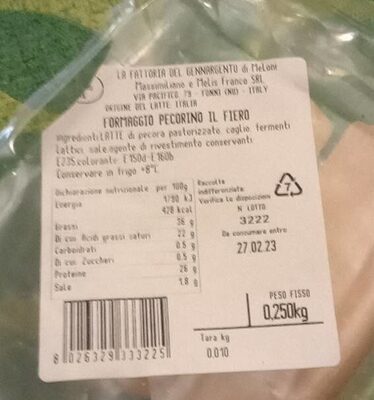 LA FATTORIA DEL GENNARGENTO di MeLoni
Massimiliano e Melis Franco SRL
VIA PACIFICO 79 - FONNI (NU) - ITALY
ORIGINE DEL LATTE: ITALIA
FORMAGGIO PECORINO IL FIERO
Ingredienti:LATTE di pecora pastorizzato caglio, fermenti
lattici sale.agente di rivestimento conservanti
E235.colorante: E150d-E160b
Conservare in frigo +8°C
Dichiarazione nutrizionale per 100g
Energia 1790 kJ
428 kcal
Grassi 36 g
Di cui Acidi grassi saturi 22 g
Carboidrati 0.5 g
Di cui Zuccheri 0.5 g
Proteine 26 g
Sale 1.8 g
Raccolta
indifferenziata.
Verifica le disposizioni
7
N LOTTO
3222
Da consumare entro
27.02.23
PESO FISSO
0,250kg
Tara kg
0.010
8 026329 333225